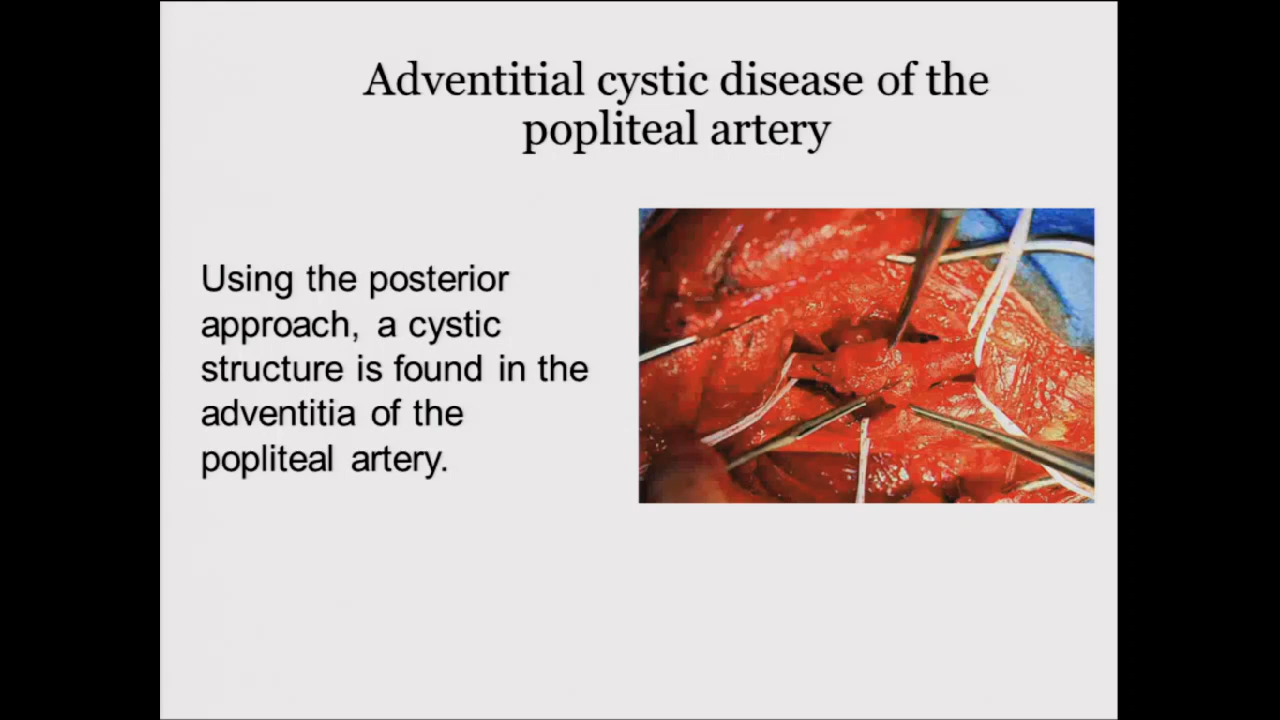 Adventitial cystic disease of the
popliteal artery
Using the posterior
approach, a cystic
structure is found in the
adventitia of the
popliteal artery.